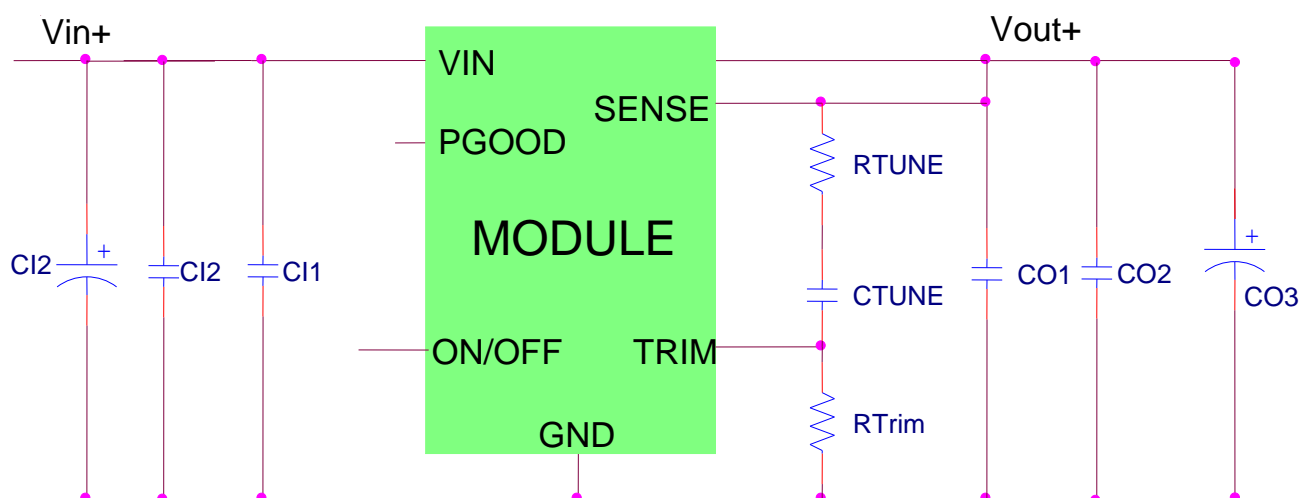 Vin+
Vout+
VIN
SENSE
PGOOD
RTUNE
MODULE
CI2
+
CI2
CI1
CTUNE
CO1
CO2
+
CO3
ON/OFF
TRIM
RTrim
GND